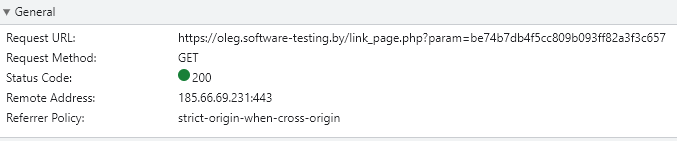 General
Request URL: https://oleg.software-testing.by/link_page.php?param=be74b7db4f5cc809b093ff82a3f3c657
Request Method: GET
Status Code: 200
Remote Address: 185.66.69.231:443
Referrer Policy: strict-origin-when-cross-origin